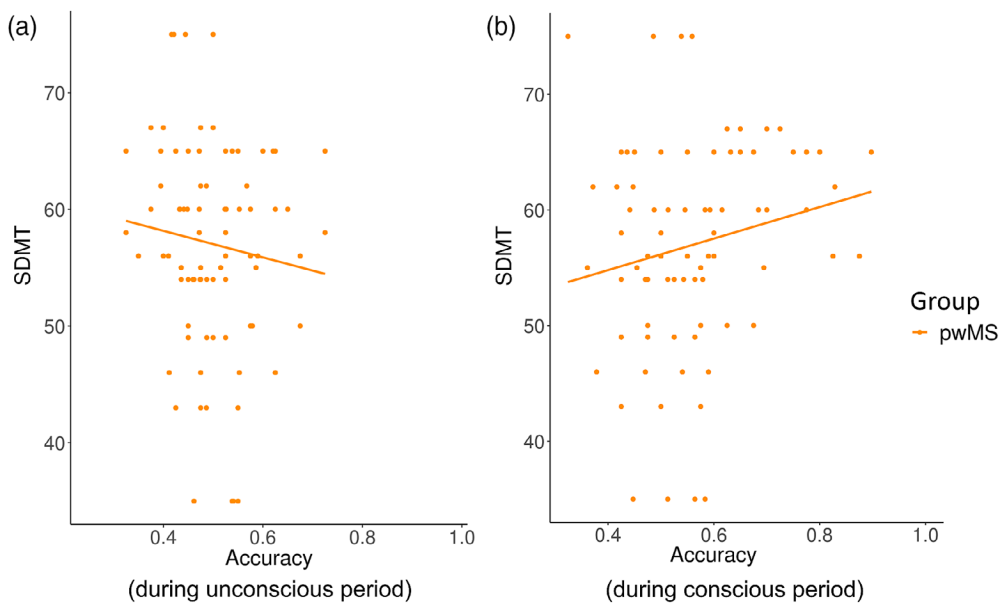 (a)
SDMT
70
60
50
40
0.4
0.6
0.8
1.0
Accuracy
(during unconscious period)
(b)
SDMT
70
60
50
40
0.4
0.6
0.8
1.0
Accuracy
(during conscious period)
Group
pwMS